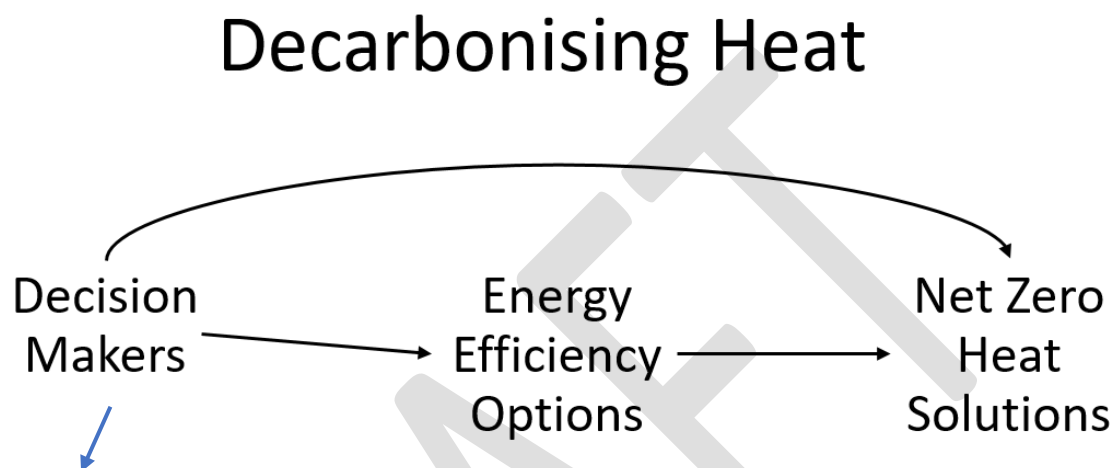 Decarbonising Heat
Decision
Makers
Energy
Efficiency
Options
Net Zero
Heat
Solutions